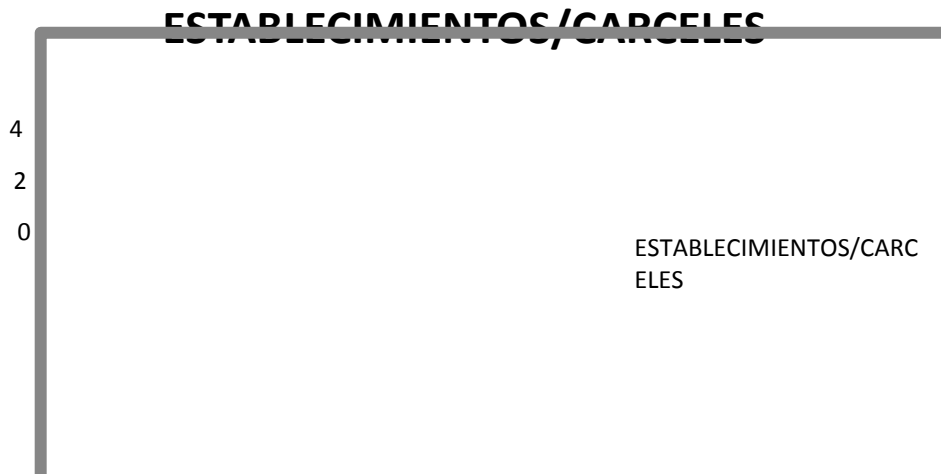 ESTABLECIMIENTOS/CARCELES
4
2
0
ESTABLECIMIENTOS/CARC
ELES